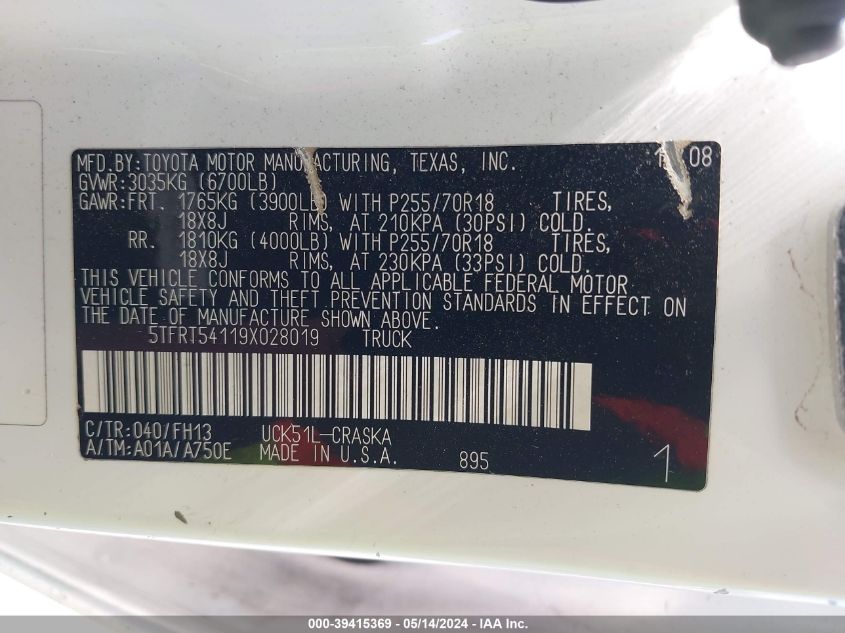 MFD.BY:TOYOTA MOTOR MANUFACTURING, TEXAS, INC. 08
GVWR:3035KG (6700LB)
GAWR:FRT. 1765KG (3900LB) WITH P255/70R18 TIRES,
18X8J RIMS, AT 210KPA (30PSI) COLD.
RR. 1810KG (4000LB) WITH P255/70R18 TIRES,
18X8J RIMS, AT 230KPA (33PSI) COLD.
THIS VEHICLE CONFORMS TO ALL APPLICABLE FEDERAL MOTOR
VEHICLE SAFETY AND THEFT PREVENTION STANDARDS IN EFFECT ON
THE DATE OF MANUFACTURE SHOWN ABOVE.
5TFRT54119X028019 TRUCK
C/TR:040/FH13 UCK51L-CRASKA
A/TM:A01A/A750E MADE IN U.S.A. 895 1
000-39415369 - 05/14/2024 - IAA Inc.